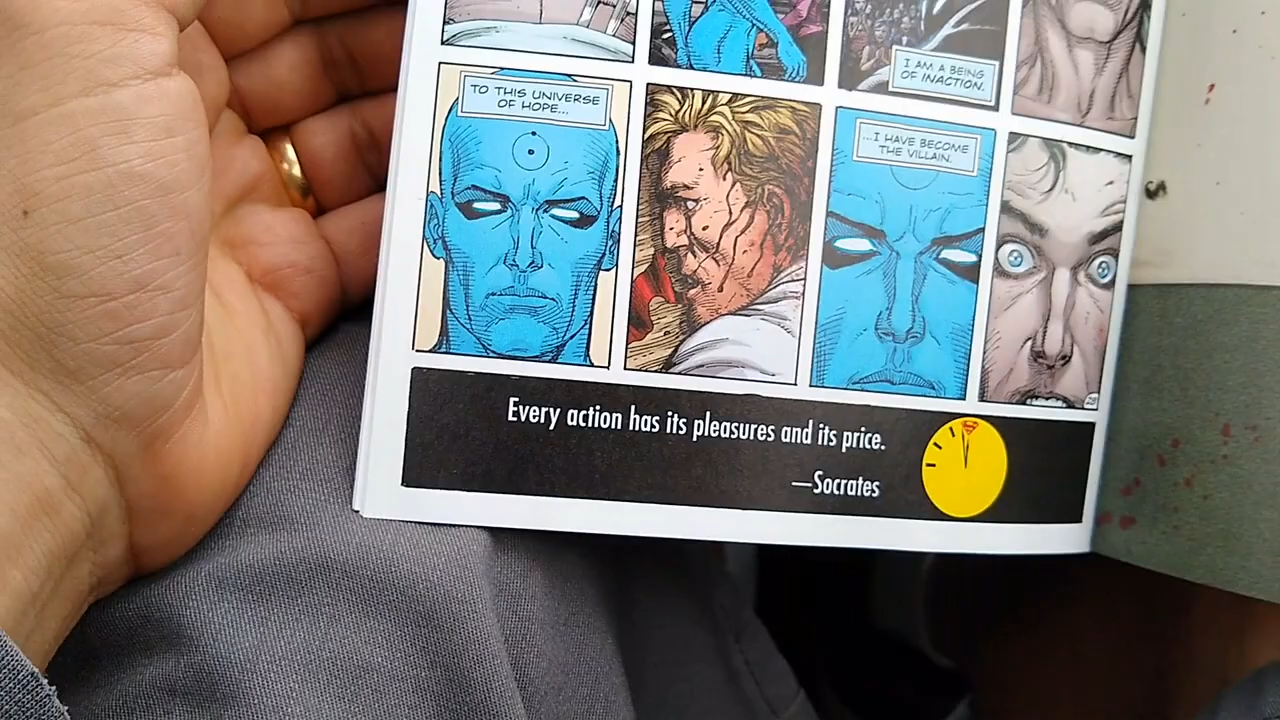 I AM A BEING
OF INACTION.
TO THIS UNIVERSE
OF HOPE...
...I HAVE BECOME
THE VILLAIN.
Every action has its pleasures and its price.
—Socrates